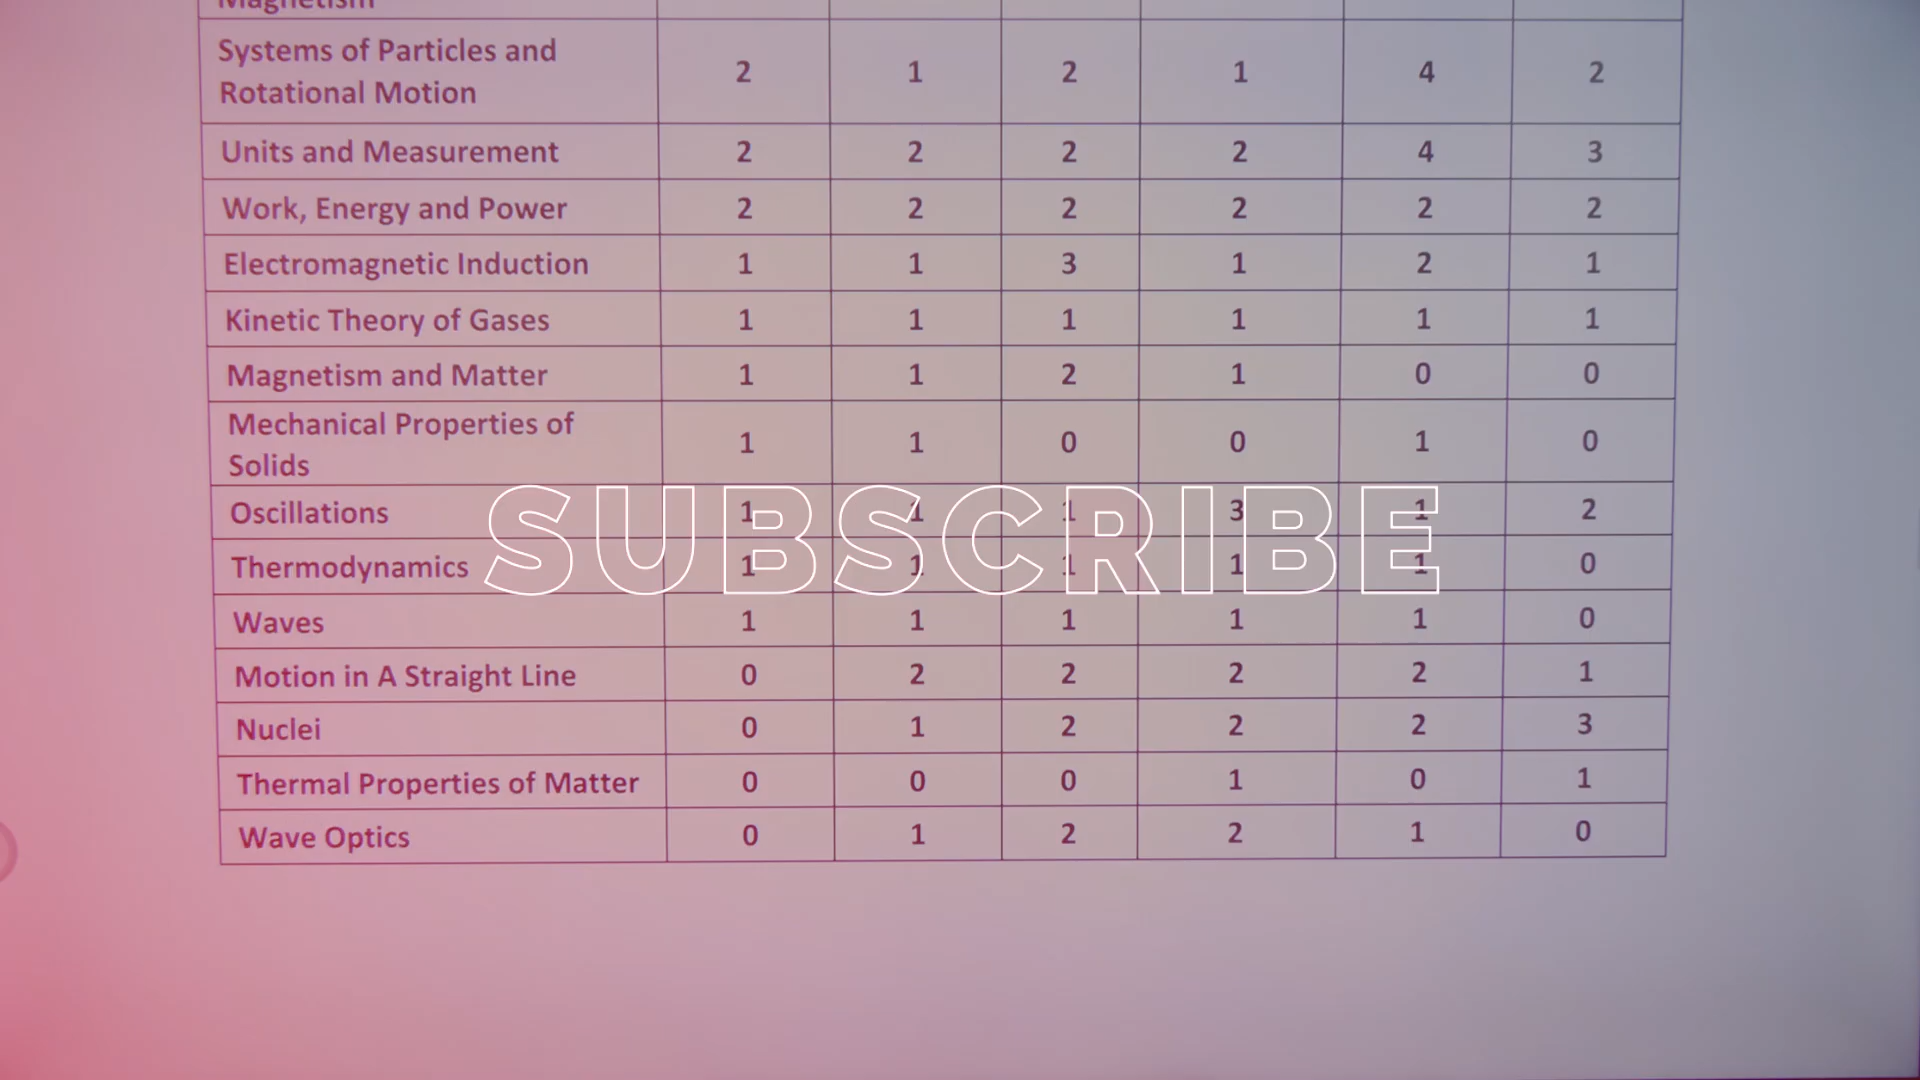 Magnetism
Systems of Particles and
Rotational Motion 2 1 2 1 4 2
Units and Measurement 2 2 2 2 4 3
Work, Energy and Power 2 2 2 2 2 2
Electromagnetic Induction 1 1 3 1 2 1
Kinetic Theory of Gases 1 1 1 1 1 1
Magnetism and Matter 1 1 2 1 0 0
Mechanical Properties of
Solids 1 1 0 0 1 0
Oscillations 1 1 1 3 1 2
SUBSCRIBE
Thermodynamics 1 1 1 1 1 0
Waves 1 1 1 1 1 0
Motion in A Straight Line 0 2 2 2 2 1
Nuclei 0 1 2 2 2 3
Thermal Properties of Matter 0 0 0 1 0 1
Wave Optics 0 1 2 2 1 0